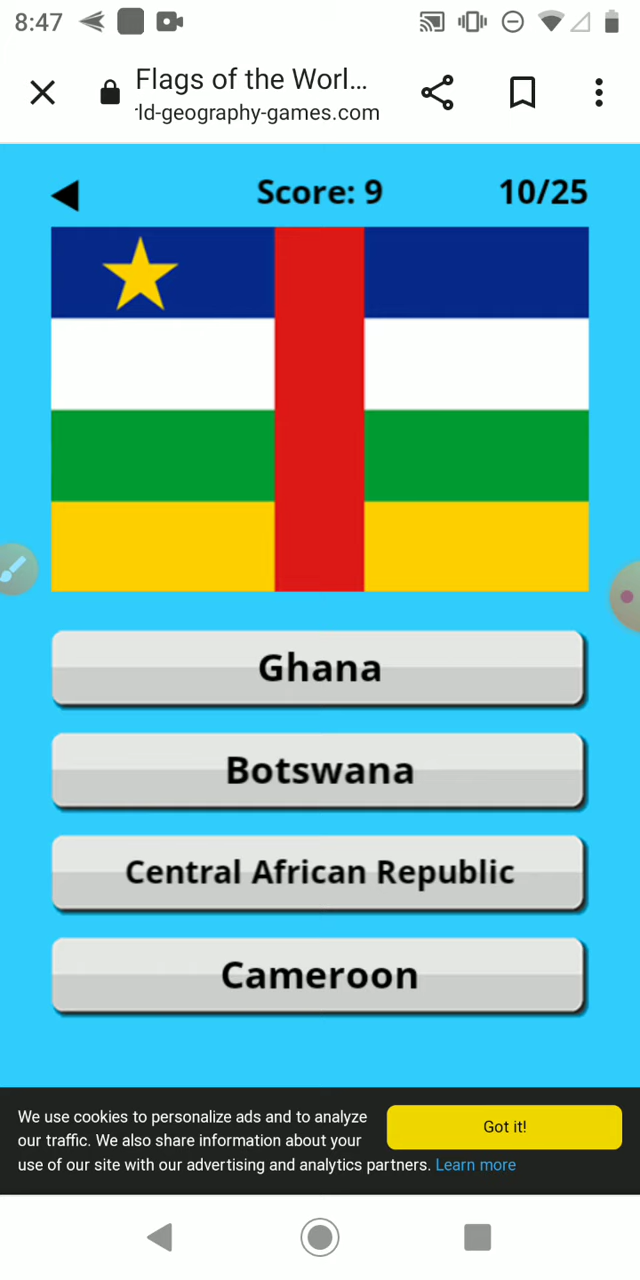 8:47
Flags of the Worl...
rld-geography-games.com
Score: 9
10/25
Ghana
Botswana
Central African Republic
Cameroon
We use cookies to personalize ads and to analyze
our traffic. We also share information about your
use of our site with our advertising and analytics partners. Learn more
Got it!